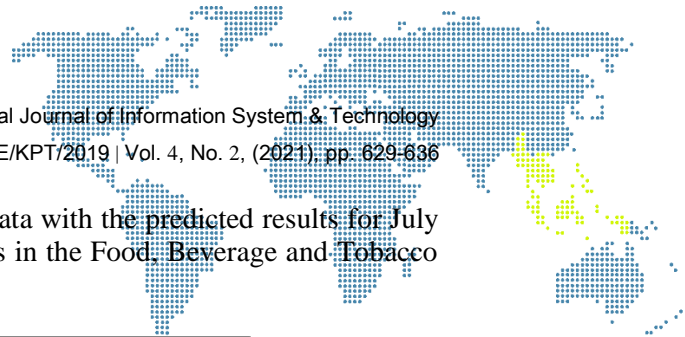 al Journal of Information System & Technology
E/KPT/2019 | Vol. 4, No. 2, (2021), pp. 629-636
ata with the predicted results for July
s in the Food, Beverage and Tobacco